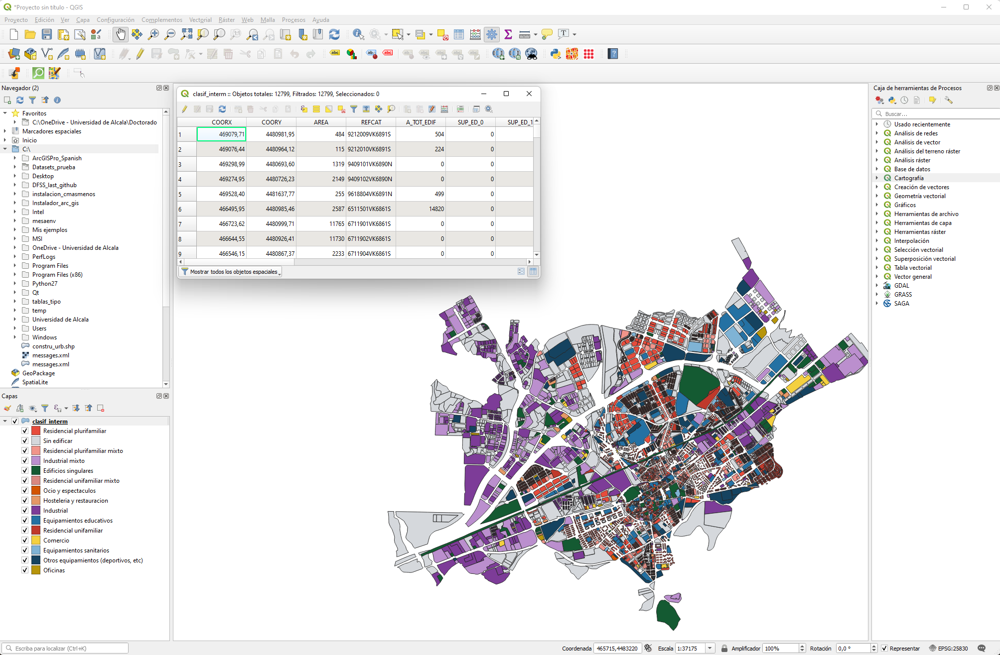 *Proyecto sin título - QGIS
Proyecto Edición Ver Capa Configuración Complementos Vectorial Ráster Web Malla Procesos Ayuda
Navegador (2)
Favoritos
C:\OneDrive - Universidad de Alcala\Doctorado
Marcadores espaciales
Inicio
C:\
ArcGISPro_Spanish
Datasets_prueba
Desktop
DFSS_last_github
instalacion_cmasmenos
Instalador_arc_gis
Intel
mesaenv
Mis ejemplos
MSI
OneDrive - Universidad de Alcala
PerfLogs
Program Files
Program Files (x86)
Python27
Qt
tablas_tipo
temp
Universidad de Alcala
Users
Windows
constru_urb.shp
messages.xml
messages.xml
GeoPackage
SpatiaLite
Capas
clasif_interm
Residencial plurifamiliar
Sin edificar
Residencial plurifamiliar mixto
Industrial mixto
Edificios singulares
Residencial unifamiliar mixto
Ocio y espectaculos
Hosteleria y restauracion
Industrial
Equipamientos educativos
Residencial unifamiliar
Comercio
Equipamientos sanitarios
Otros equipamientos (deportivos, etc)
Oficinas
clasif_interm :: Objetos totales: 12799, Filtrados: 12799, Seleccionados: 0
COORX COORY AREA REFCAT A_TOT_EDIF SUP_ED_0 SUP_ED_1
1 469079,71 4480981,95 484 9212009VK6891S 504 0
2 469076,44 4480964,12 115 9212010VK6891S 224 0
3 469298,99 4480693,60 1319 9409101VK6890N 0 0
4 469274,95 4480726,23 2149 9409102VK6890N 0 0
5 469528,40 4481637,77 255 9618804VK6891N 499 0
6 466495,95 4480985,46 2587 6511501VK6861S 14820 0
7 466723,62 4480999,71 11765 6711901VK6861S 0 0
8 466644,55 4480926,41 11730 6711902VK6861S 0 0
9 466546,15 4480867,37 2233 6711904VK6861S 0 0
Mostrar todos los objetos espaciales
Caja de herramientas de Procesos
Buscar...
Usado recientemente
Análisis de redes
Análisis de vector
Análisis del terreno ráster
Análisis ráster
Base de datos
Cartografía
Creación de vectores
Geometría vectorial
Gráficos
Herramientas de archivo
Herramientas de capa
Herramientas ráster
Interpolación
Selección vectorial
Superposición vectorial
Tabla vectorial
Vector general
GDAL
GRASS
SAGA
Escriba para localizar (Ctrl+K)
Coordenada 465715,4483220 Escala 1:37175 Amplificador 100% Rotación 0,0 ° Representar EPSG:25830